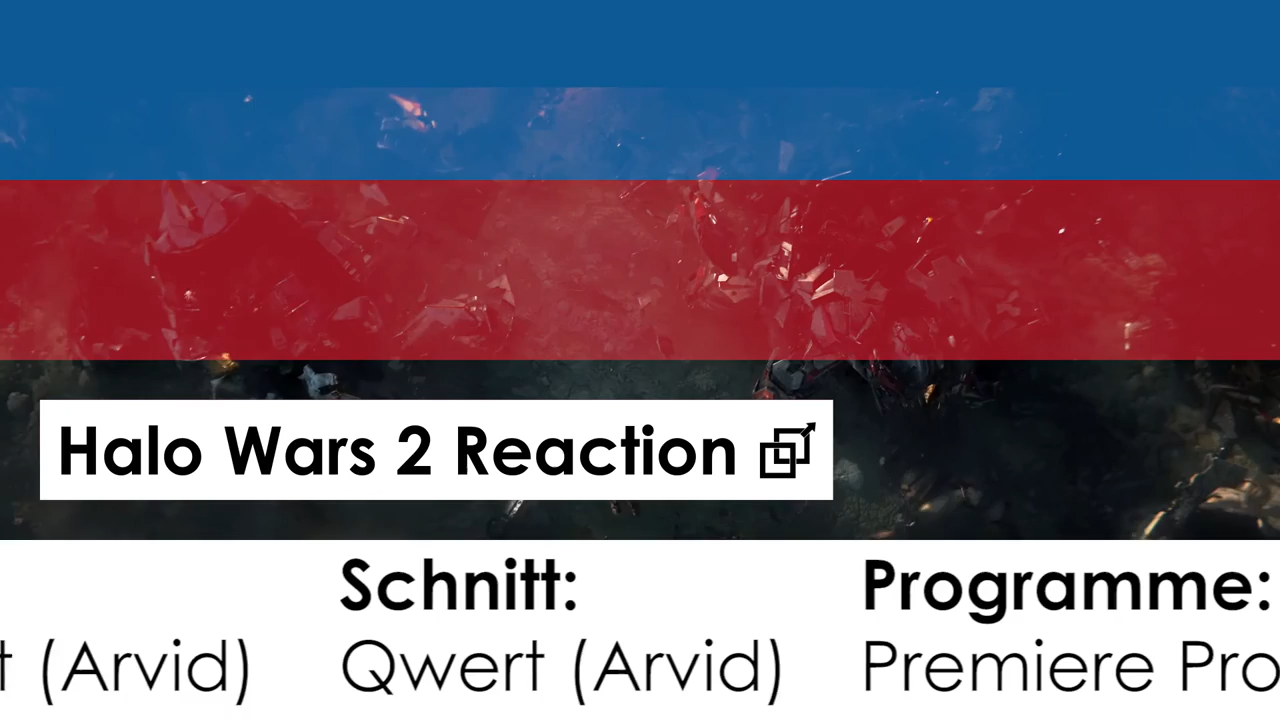 Halo Wars 2 Reaction
Schnitt: Programme:
t (Arvid) Qwert (Arvid) Premiere Pro